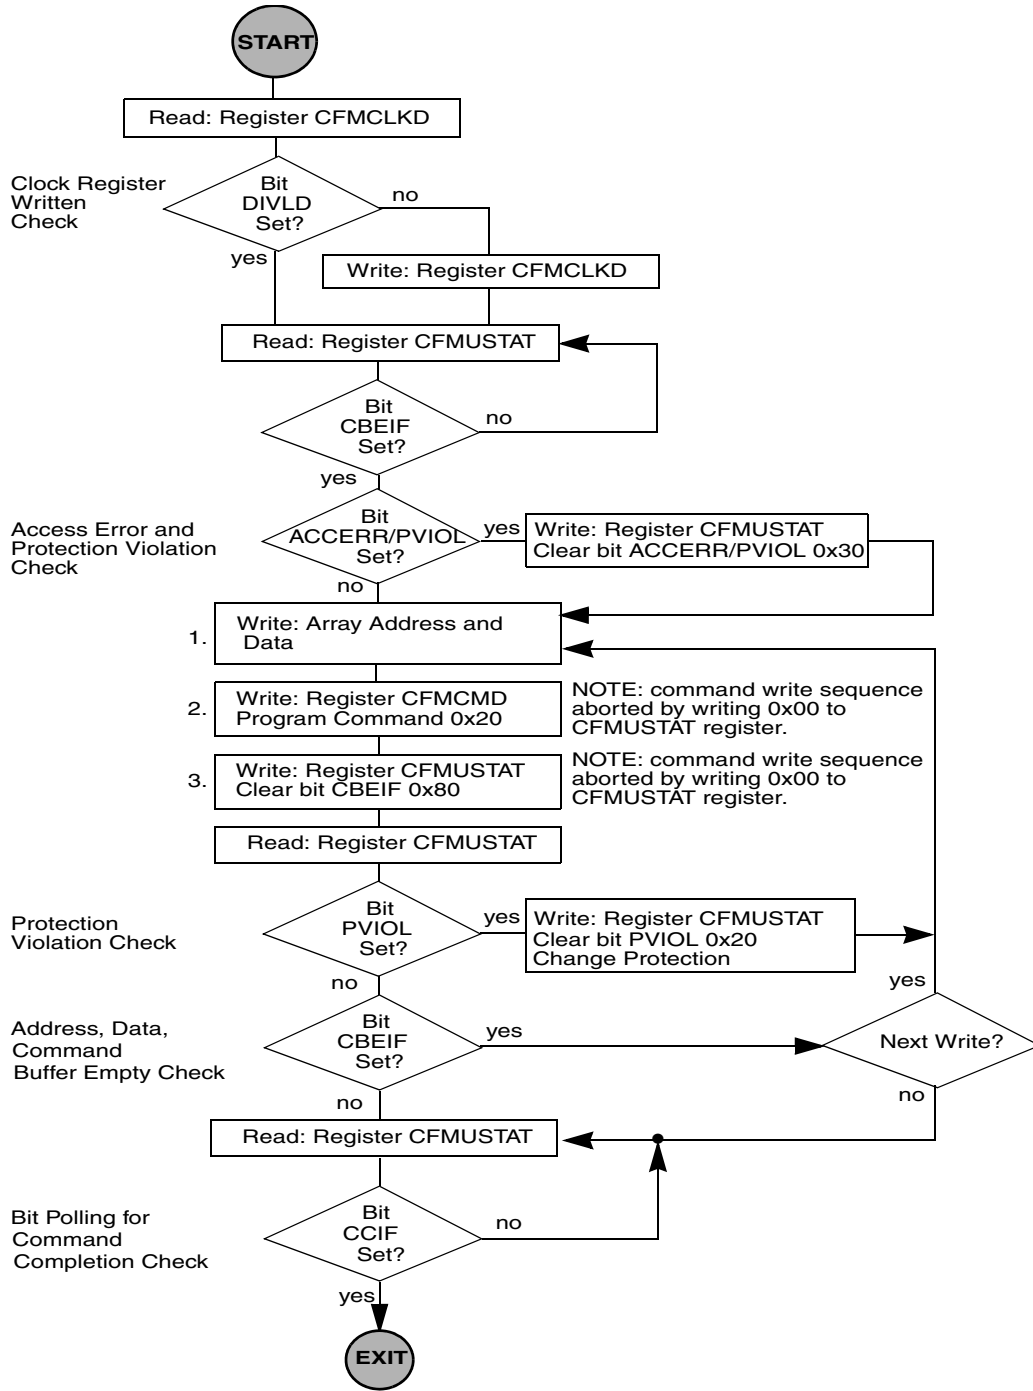 START
Read: Register CFMCLKD
Clock Register
Written
Check
Bit
DIVLD
Set?
no
yes
Write: Register CFMCLKD
Read: Register CFMUSTAT
Bit
CBEIF
Set?
no
yes
Access Error and
Protection Violation
Check
Bit
ACCERR/PVIOL
Set?
yes
Write: Register CFMUSTAT
Clear bit ACCERR/PVIOL 0x30
no
1.
Write: Array Address and
Data
2.
Write: Register CFMCMD
Program Command 0x20
NOTE: command write sequence
aborted by writing 0x00 to
CFMUSTAT register.
3.
Write: Register CFMUSTAT
Clear bit CBEIF 0x80
NOTE: command write sequence
aborted by writing 0x00 to
CFMUSTAT register.
Read: Register CFMUSTAT
Protection
Violation Check
Bit
PVIOL
Set?
yes
Write: Register CFMUSTAT
Clear bit PVIOL 0x20
Change Protection
no
yes
Address, Data,
Command
Buffer Empty Check
Bit
CBEIF
Set?
yes
Next Write?
no
no
Read: Register CFMUSTAT
Bit Polling for
Command
Completion Check
Bit
CCIF
Set?
no
yes
EXIT